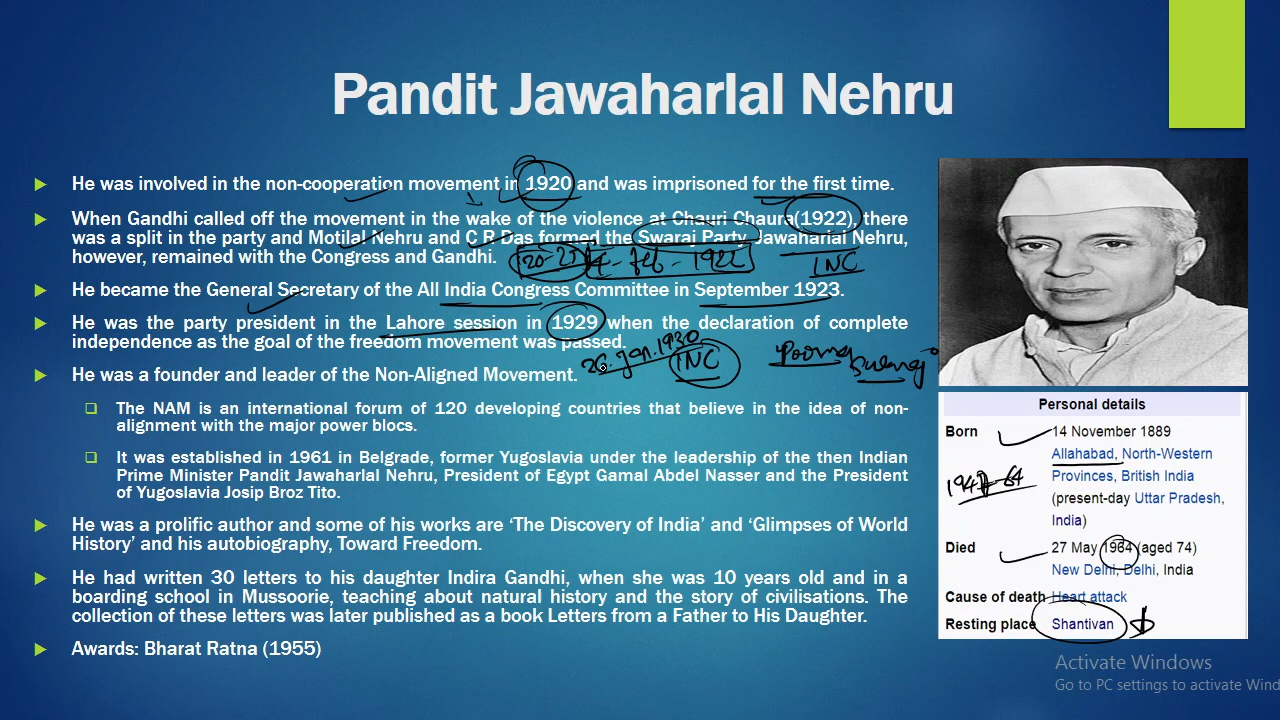 Pandit Jawaharlal Nehru
He was involved in the non-cooperation movement in 1920 and was imprisoned for the first time.
When Gandhi called off the movement in the wake of the violence at Chauri Chaura(1922), there
was a split in the party and Motilal Nehru and C R Das formed the Swaraj Party. Jawaharlal Nehru,
however, remained with the Congress and Gandhi.
4 - Feb - 1922
INC
He became the General Secretary of the All India Congress Committee in September 1923.
He was the party president in the Lahore session in 1929 when the declaration of complete
independence as the goal of the freedom movement was passed.
26 Jan. 1930
INC
Poorna
Swaraj
He was a founder and leader of the Non-Aligned Movement.
The NAM is an international forum of 120 developing countries that believe in the idea of non-
alignment with the major power blocs.
It was established in 1961 in Belgrade, former Yugoslavia under the leadership of the then Indian
Prime Minister Pandit Jawaharlal Nehru, President of Egypt Gamal Abdel Nasser and the President
of Yugoslavia Josip Broz Tito.
He was a prolific author and some of his works are ‘The Discovery of India’ and ‘Glimpses of World
History’ and his autobiography, Toward Freedom.
He had written 30 letters to his daughter Indira Gandhi, when she was 10 years old and in a
boarding school in Mussoorie, teaching about natural history and the story of civilisations. The
collection of these letters was later published as a book Letters from a Father to His Daughter.
Awards: Bharat Ratna (1955)
Personal details
Born 14 November 1889
Allahabad, North-Western
Provinces, British India
(present-day Uttar Pradesh,
India)
1947-64
Died 27 May 1964 (aged 74)
New Delhi, Delhi, India
Cause of death Heart attack
Resting place Shantivan
Activate Windows
Go to PC settings to activate Wind